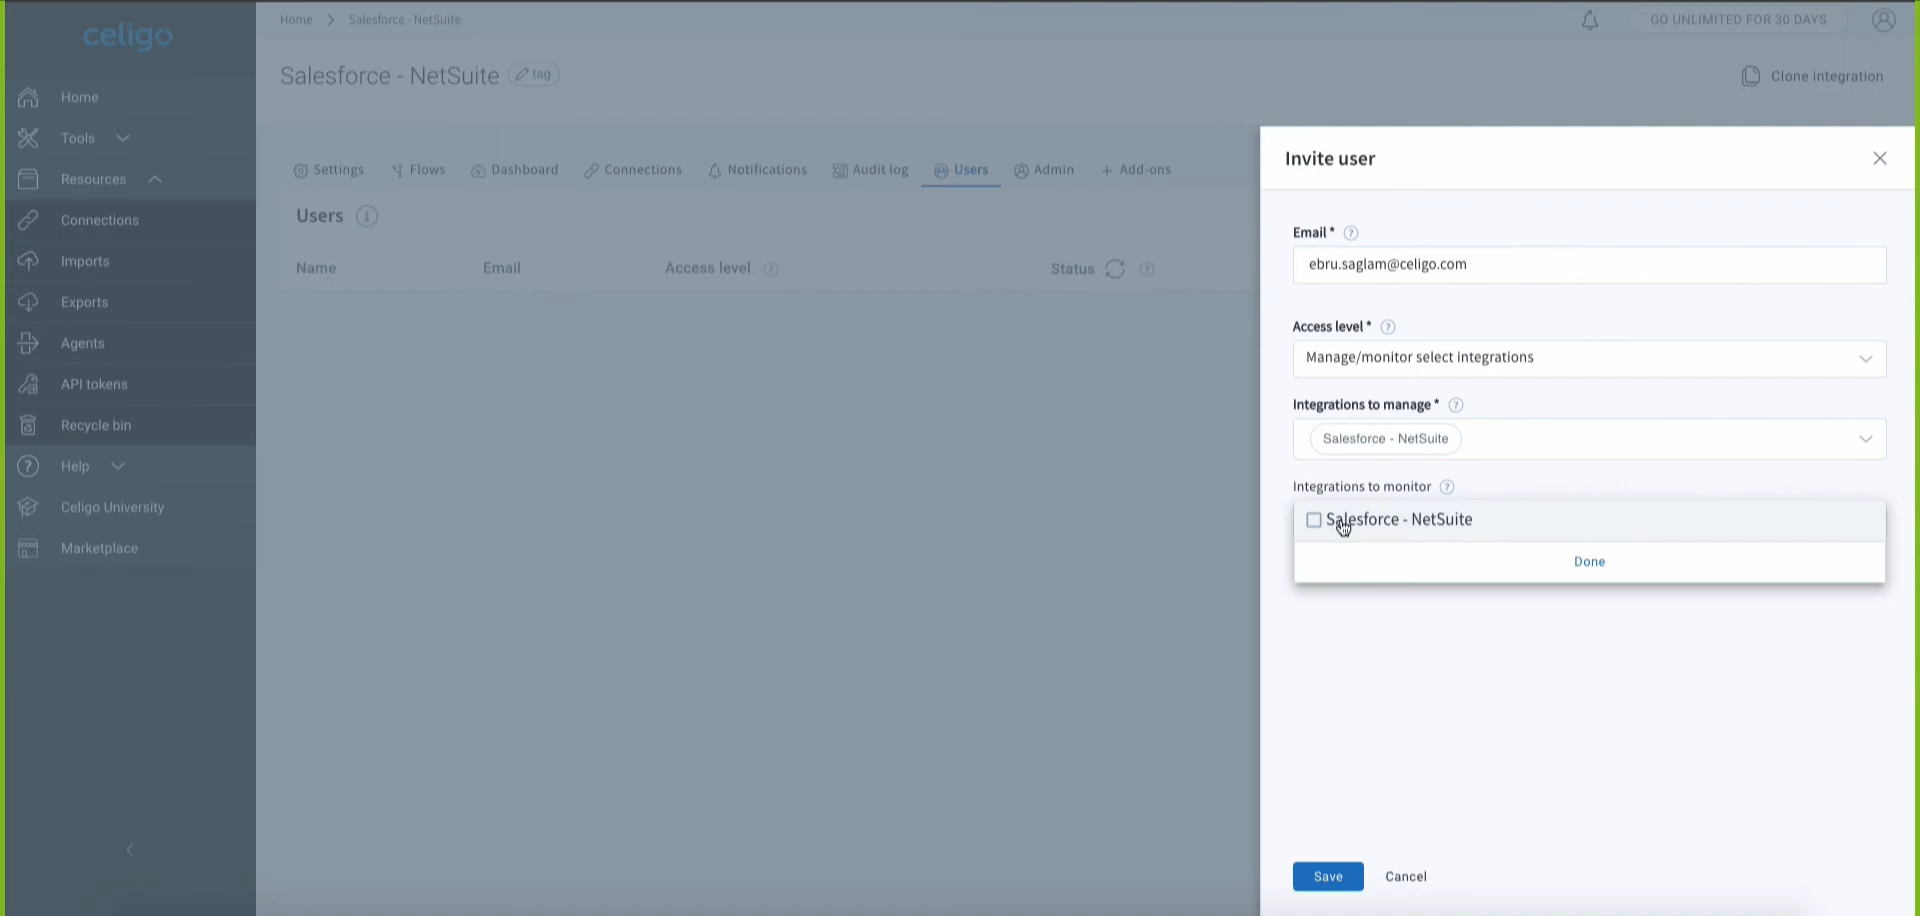 celigo
Home
Tools
Resources
Connections
Imports
Exports
Agents
API tokens
Recycle bin
Help
Celigo University
Marketplace
Home > Salesforce - NetSuite
GO UNLIMITED FOR 30 DAYS
Salesforce - NetSuite tag
Clone integration
Settings Flows Dashboard Connections Notifications Audit log Users Admin + Add-ons
Users
Name Email Access level Status
Invite user
Email *
ebru.saglam@celigo.com
Access level *
Manage/monitor select integrations
Integrations to manage *
Salesforce - NetSuite
Integrations to monitor
Salesforce - NetSuite
Done
Save Cancel